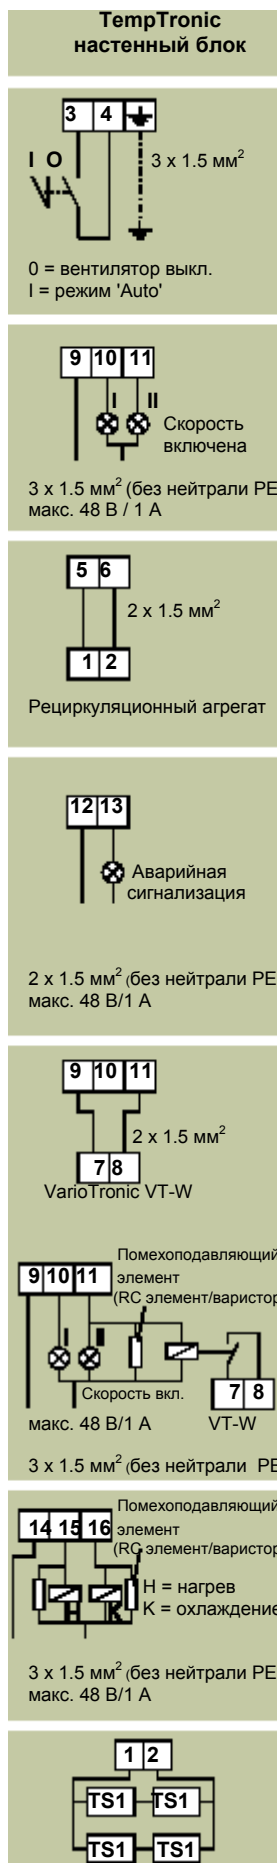 TempTronic
настенный блок
3 4
I O
3 x 1.5 мм²
0 = вентилятор выкл.
I = режим 'Auto'
9 10 11
I II
Скорость
включена
3 x 1.5 мм² (без нейтрали PE
макс. 48 В / 1 А
5 6
2 x 1.5 мм²
1 2
Рециркуляционный агрегат
12 13
Аварийная
сигнализация
2 x 1.5 мм² (без нейтрали PE
макс. 48 В/1 А
9 10 11
2 x 1.5 мм²
7 8
VarioTronic VT-W
Помехоподавляющий
9 10 11 элемент
(RC элемент/варистор
I II
Скорость вкл.
7 8
макс. 48 В/1 А VT-W
3 x 1.5 мм² (без нейтрали PE
Помехоподавляющий
14 15 16 элемент
(RC элемент/варистор
H K
H = нагрев
K = охлаждение
3 x 1.5 мм² (без нейтрали PE
макс. 48 В/1 А
1 2
TS1 TS1
TS1 TS1